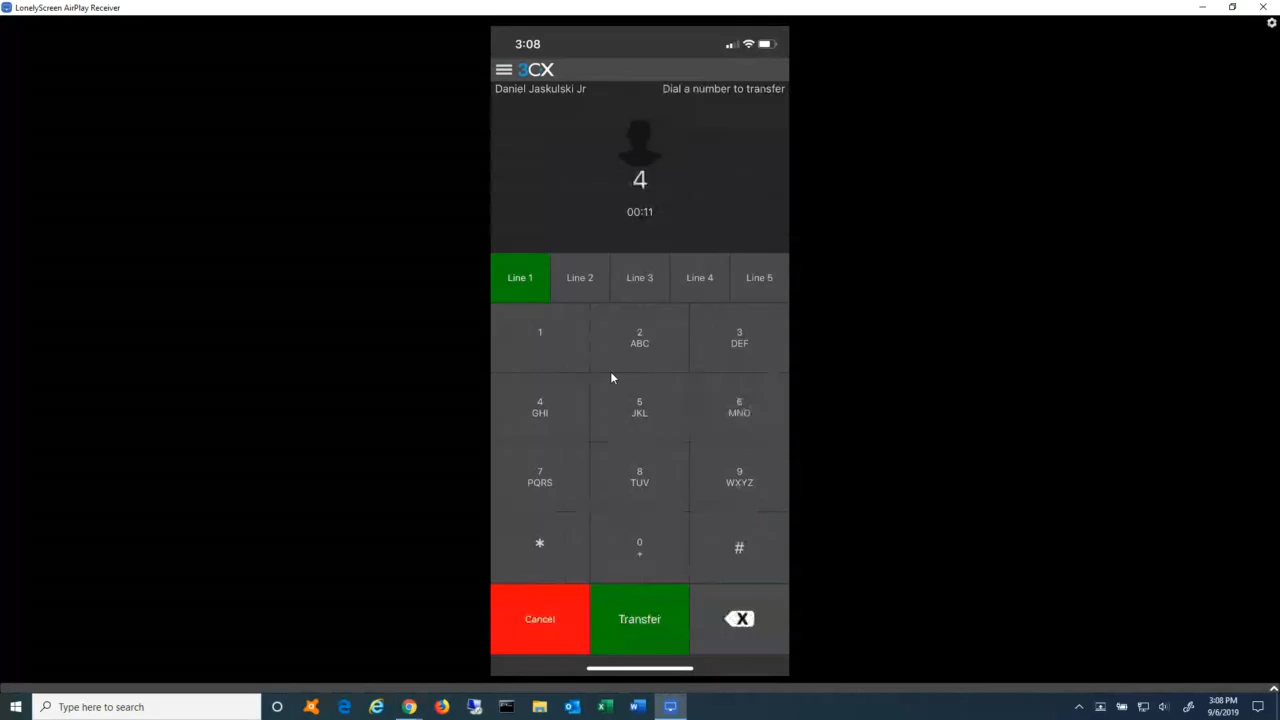 LonelyScreen AirPlay Receiver
3:08
3CX
Daniel Jaskulski Jr
Dial a number to transfer
4
00:11
Line 1
Line 2
Line 3
Line 4
Line 5
1
2
3
ABC
DEF
4
5
6
GHI
JKL
MNO
7
8
9
PQRS
TUV
WXYZ
*
0
#
+
Cancel
Transfer
X
Type here to search
3:08 PM
9/6/2019